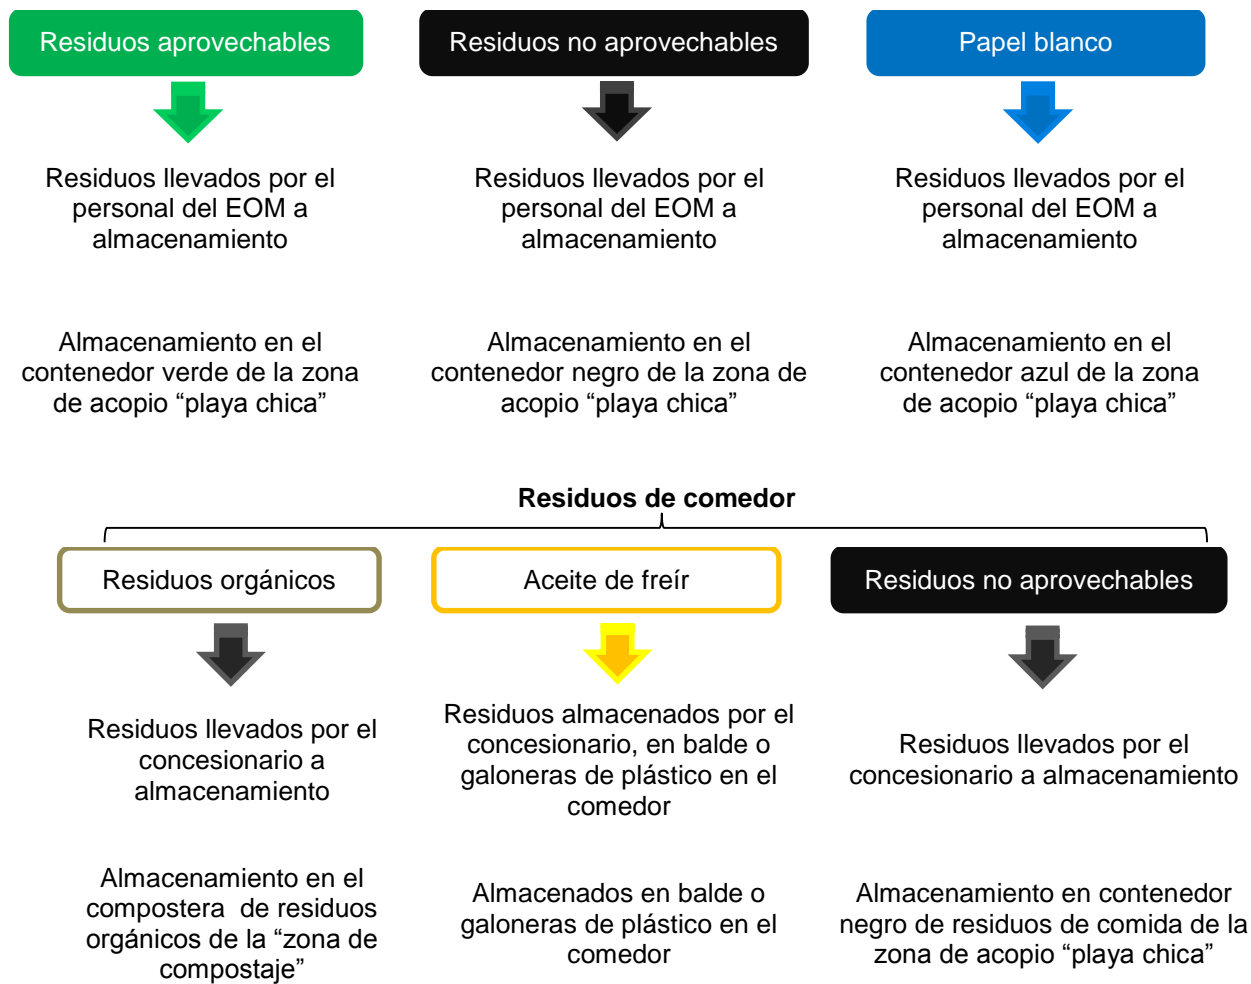 Residuos aprovechables
Residuos no aprovechables
Papel blanco
Residuos llevados por el
personal del EOM a
almacenamiento
Residuos llevados por el
personal del EOM a
almacenamiento
Residuos llevados por el
personal del EOM a
almacenamiento
Almacenamiento en el
contenedor verde de la zona
de acopio “playa chica”
Almacenamiento en el
contenedor negro de la zona de
acopio “playa chica”
Almacenamiento en el
contenedor azul de la zona
de acopio “playa chica”
Residuos de comedor
Residuos orgánicos
Aceite de freír
Residuos no aprovechables
Residuos llevados por el
concesionario a
almacenamiento
Residuos almacenados por el
concesionario, en balde o
galoneras de plástico en el
comedor
Residuos llevados por el
concesionario a almacenamiento
Almacenamiento en el
compostera de residuos
orgánicos de la “zona de
compostaje”
Almacenados en balde o
galoneras de plástico en el
comedor
Almacenamiento en contenedor
negro de residuos de comida de la
zona de acopio “playa chica”